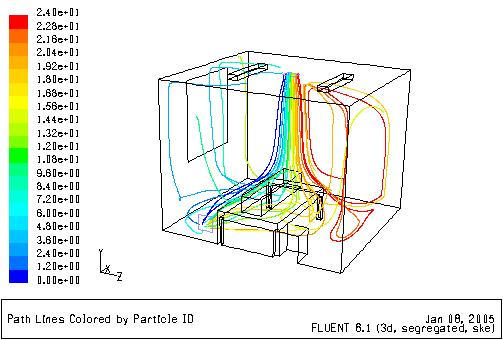 2.40e+01
2.28e+01
2.16e+01
2.04e+01
1.92e+01
1.80e+01
1.68e+01
1.56e+01
1.44e+01
1.32e+01
1.20e+01
1.08e+01
9.60e+00
8.40e+00
7.20e+00
6.00e+00
4.80e+00
3.60e+00
2.40e+00
1.20e+00
0.00e+00
Y
X
Z
Path Lines Colored by Particle ID
Jan 08, 2005
FLUENT 6.1 (3d, segregated, ske)